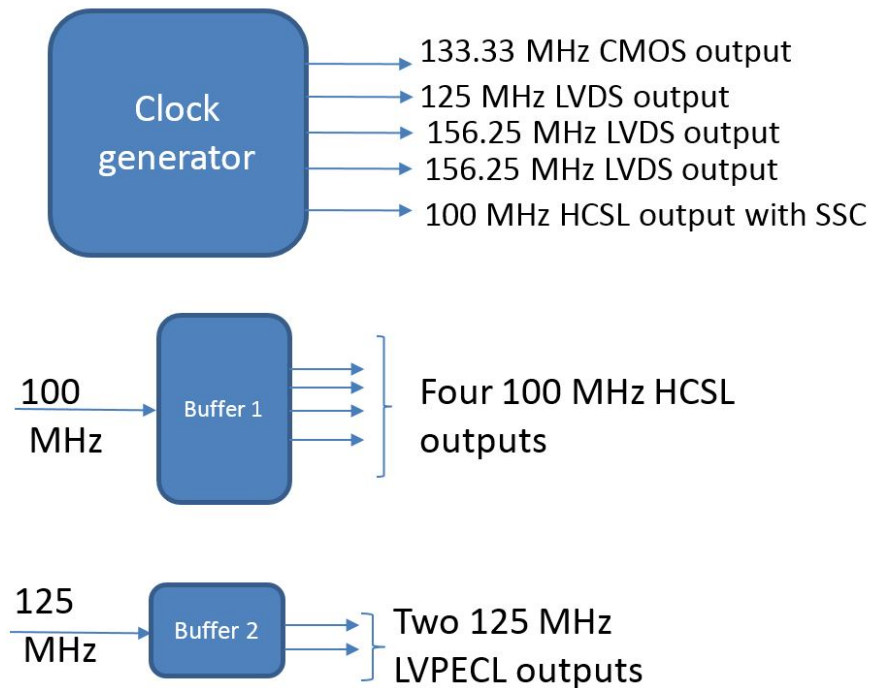 Clock
generator
133.33 MHz CMOS output
125 MHz LVDS output
156.25 MHz LVDS output
156.25 MHz LVDS output
100 MHz HCSL output with SSC
100
MHz
Buffer 1
Four 100 MHz HCSL
outputs
125
MHz
Buffer 2
Two 125 MHz
LVPECL outputs